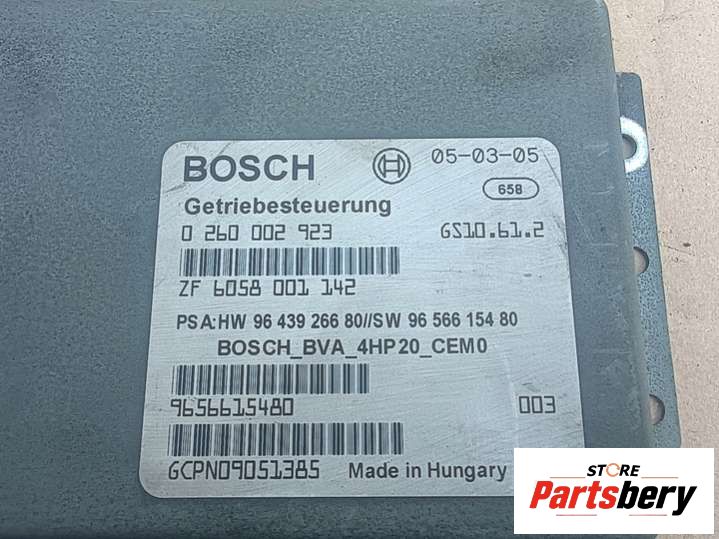 BOSCH 05-03-05
658
Getriebesteuerung
0 260 002 923 GS10.61.2
ZF 6058 001 142
PSA:HW 96 439 266 80//SW 96 566 154 80
BOSCH_BVA_4HP20_CEM0
9656615480 003
GCPN09051385 Made in Hungary
STORE
Partsbery